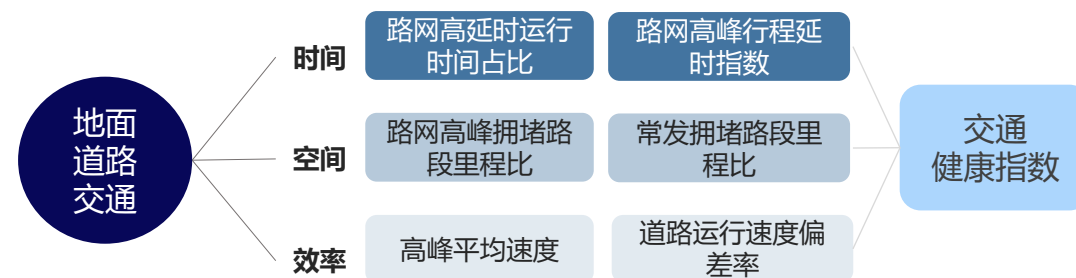 地面
道路
交通
时间
路网高延时运行
时间占比
路网高峰行程延
时指数
空间
路网高峰拥堵路
段里程比
常发拥堵路段里
程比
效率
高峰平均速度
道路运行速度偏
差率
交通
健康指数